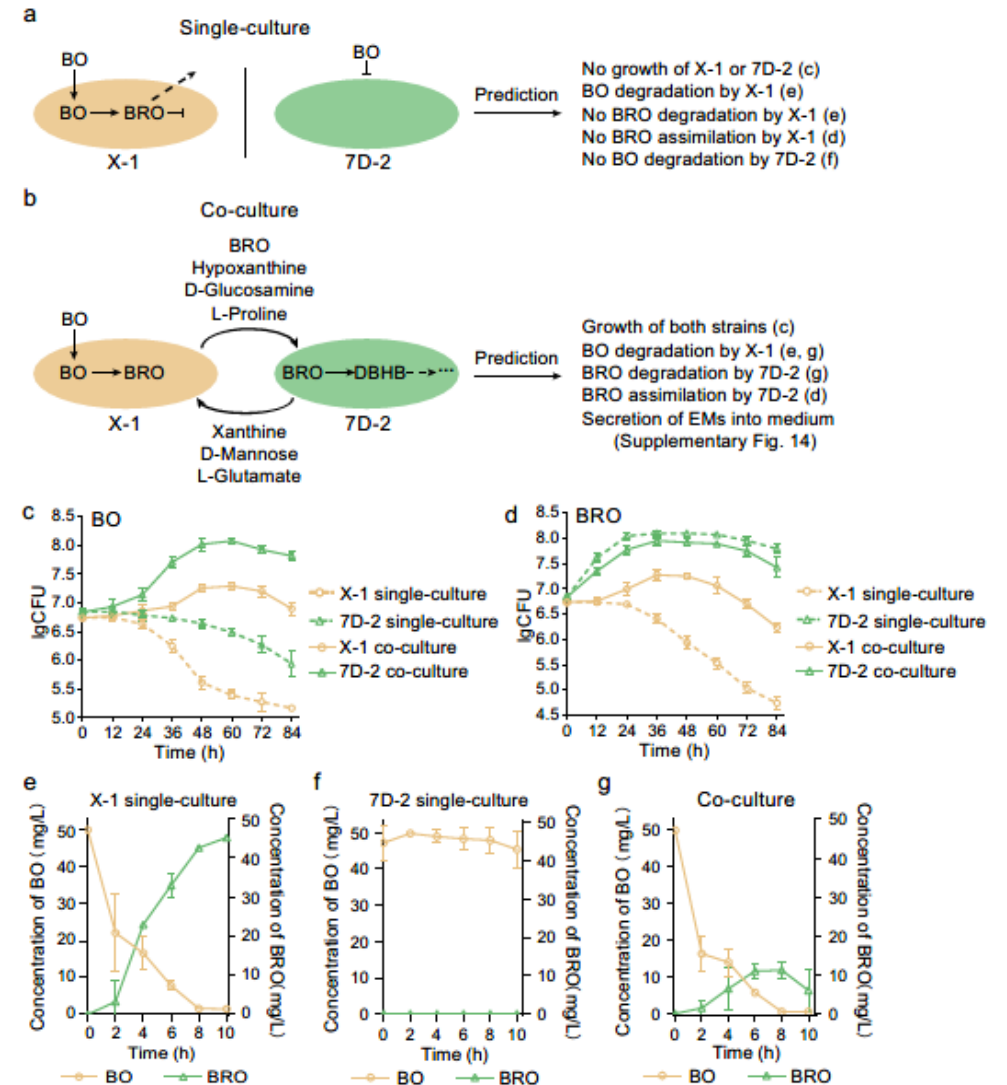 a
Single-culture
BO
BO
BO
BRO
X-1
7D-2
Prediction
No growth of X-1 or 7D-2 (c)
BO degradation by X-1 (e)
No BRO degradation by X-1 (e)
No BRO assimilation by X-1 (d)
No BO degradation by 7D-2 (f)
b
Co-culture
BRO
Hypoxanthine
D-Glucosamine
L-Proline
BO
BO
BRO
X-1
BRO
DBHB
...
7D-2
Xanthine
D-Mannose
L-Glutamate
Prediction
Growth of both strains (c)
BO degradation by X-1 (e, g)
BRO degradation by 7D-2 (g)
BRO assimilation by 7D-2 (d)
Secretion of EMs into medium
(Supplementary Fig. 14)
c
BO
8.5
8.0
7.5
7.0
6.5
6.0
5.5
5.0
lgCFU
0 12 24 36 48 60 72 84
Time (h)
X-1 single-culture
7D-2 single-culture
X-1 co-culture
7D-2 co-culture
d
BRO
8.5
8.0
7.5
7.0
6.5
6.0
5.5
5.0
4.5
lgCFU
0 12 24 36 48 60 72 84
Time (h)
X-1 single-culture
7D-2 single-culture
X-1 co-culture
7D-2 co-culture
e
X-1 single-culture
Concentration of BO (mg/L)
50
40
30
20
10
0
50
40
30
20
10
0
Concentration of BRO(mg/L)
0 2 4 6 8 10
Time (h)
BO
BRO
f
7D-2 single-culture
Concentration of BO (mg/L)
50
40
30
20
10
0
50
40
30
20
10
0
Concentration of BRO(mg/L)
0 2 4 6 8 10
Time (h)
BO
BRO
g
Co-culture
Concentration of BO (mg/L)
50
40
30
20
10
0
50
40
30
20
10
0
Concentration of BRO(mg/L)
0 2 4 6 8 10
Time (h)
BO
BRO